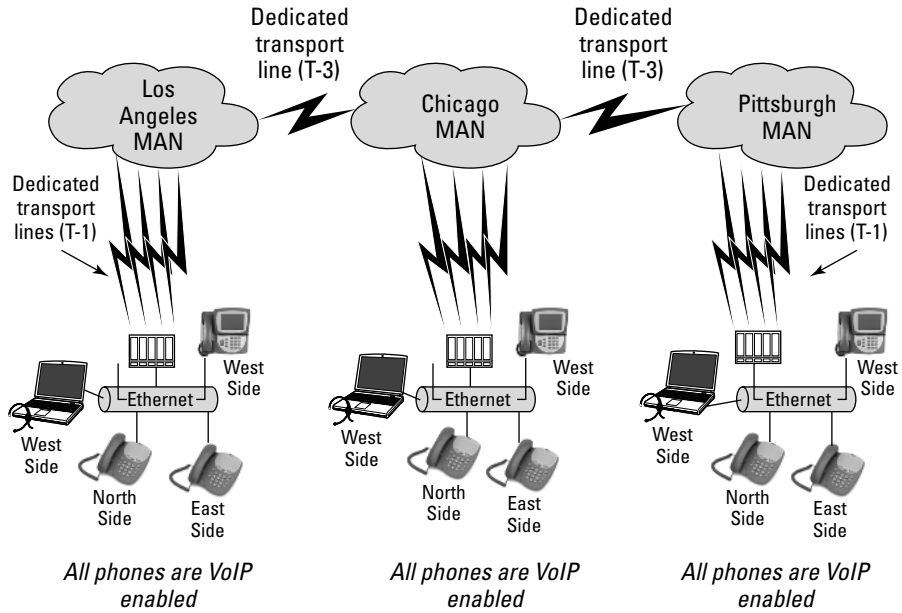 Dedicated
transport
line (T-3)
Dedicated
transport
line (T-3)
Los
Angeles
MAN
Chicago
MAN
Pittsburgh
MAN
Dedicated
transport
lines (T-1)
Dedicated
transport
lines (T-1)
West
Side
Ethernet
West
Side
North
Side
East
Side
West
Side
Ethernet
West
Side
North
Side
East
Side
West
Side
Ethernet
West
Side
North
Side
East
Side
All phones are VoIP
enabled
All phones are VoIP
enabled
All phones are VoIP
enabled